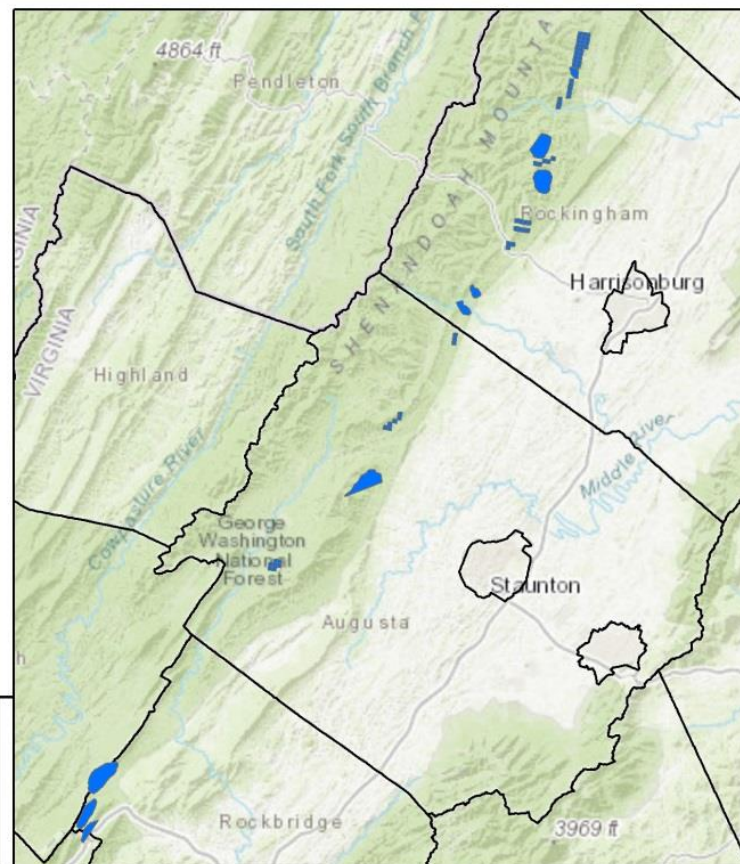 4864 ft
Pendleton
South Fork South Branch P
SHENANDOAH MOUNTA
Rockingham
Harrisonburg
VIRGINIA
Highland
GINIA
Cowpasture River
Middle River
George
Washington
National
Forest
Staunton
Augusta
h
Rockbridge
3969 ft